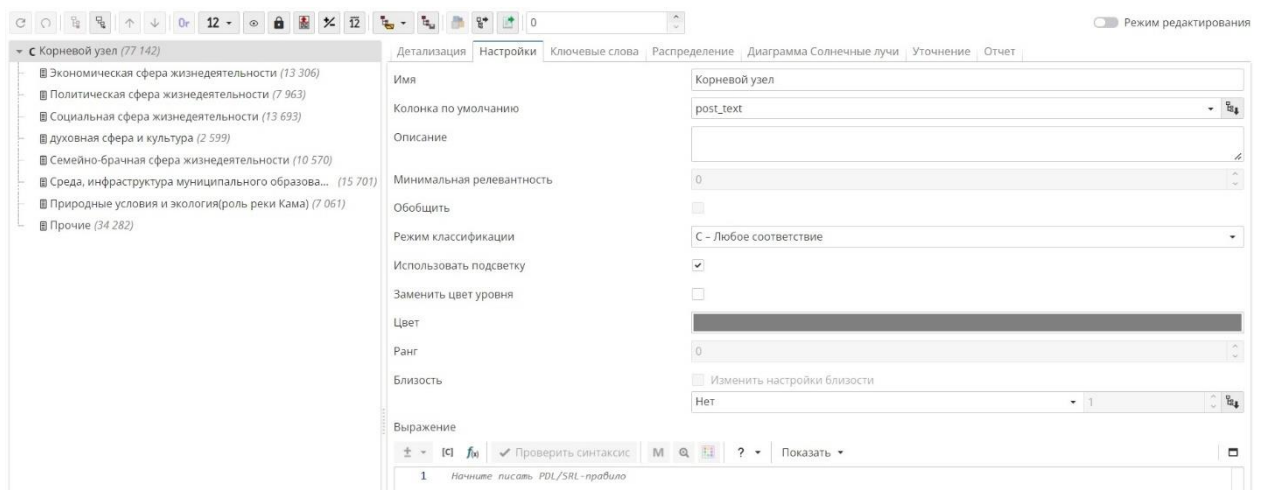 0r 12 12 0 Режим редактирования
C Корневой узел (77 142)
Экономическая сфера жизнедеятельности (13 306)
Политическая сфера жизнедеятельности (7 963)
Социальная сфера жизнедеятельности (13 693)
духовная сфера и культура (2 599)
Семейно-брачная сфера жизнедеятельности (10 570)
Среда, инфраструктура муниципального образова... (15 701)
Природные условия и экология(роль реки Кама) (7 061)
Прочие (34 282)
Детализация Настройки Ключевые слова Распределение Диаграмма Солнечные лучи Уточнение Отчет
Имя Корневой узел
Колонка по умолчанию post_text
Описание
Минимальная релевантность 0
Обобщить
Режим классификации C – Любое соответствие
Использовать подсветку
Заменить цвет уровня
Цвет
Ранг 0
Близость Изменить настройки близости
Нет 1
Выражение
± [C] f(x) Проверить синтаксис M ? Показать
1 Начните писать PDL/SRL-правило